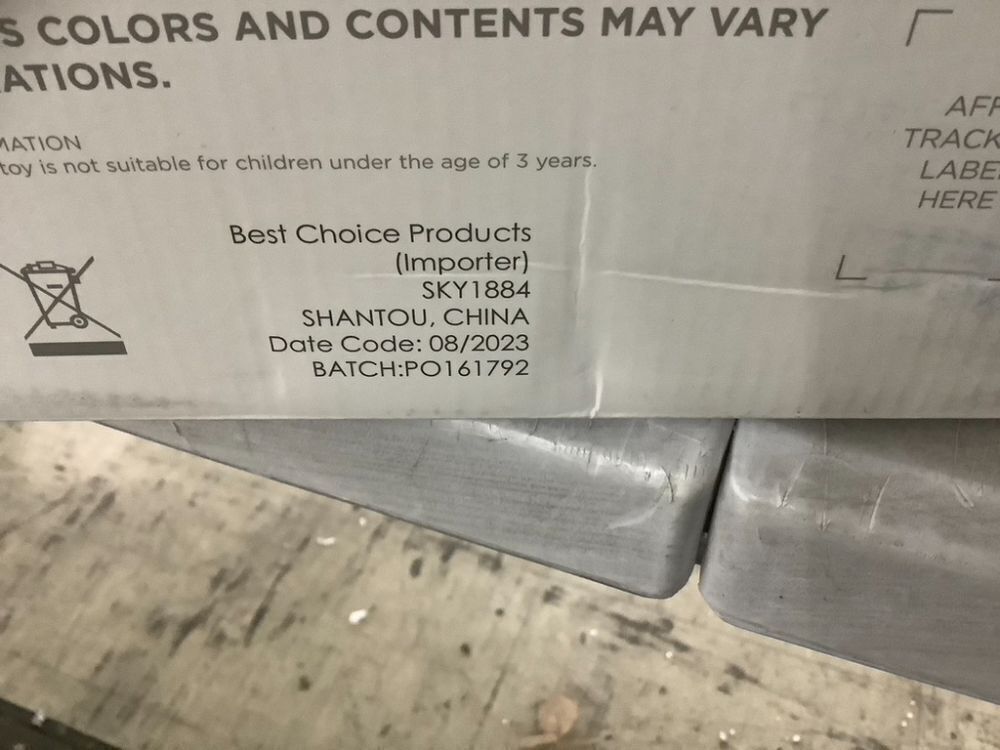 S COLORS AND CONTENTS MAY VARY
ATIONS.
MATION
toy is not suitable for children under the age of 3 years.
Best Choice Products
(Importer)
SKY1884
SHANTOU, CHINA
Date Code: 08/2023
BATCH:PO161792
AFF
TRACK
LABE
HERE